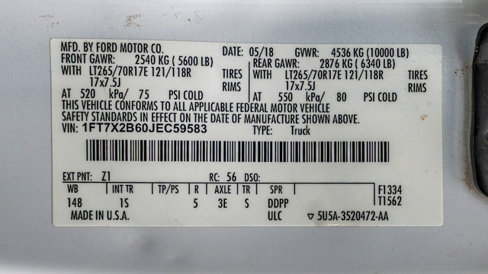 MFD. BY FORD MOTOR CO. 05/18 GVWR: 4536 KG (10000 LB)
FRONT GAWR: 2540 KG ( 5600 LB) REAR GAWR: 2876 KG ( 6340 LB)
WITH LT265/70R17E 121/118R TIRES WITH LT265/70R17E 121/118R TIRES
17x7.5J RIMS 17x7.5J RIMS
AT 520 kPa/ 75 PSI AT 550 kPa/ 80 PSI
THIS VEHICLE CONFORMS TO ALL APPLICABLE FEDERAL MOTOR VEHICLE
SAFETY STANDARDS IN EFFECT ON THE DATE OF MANUFACTURE SHOWN ABOVE.
VIN: 1FT7X2B60JEC59583 TYPE: Truck
EXT PNT: Z1 RC: 56 DSO:
WB INT TR TP/PS R AXLE TR SPR F1334
148 1S 5 3E S DDPP T1562
MADE IN U.S.A. ULC 5U5A-3520472-AA